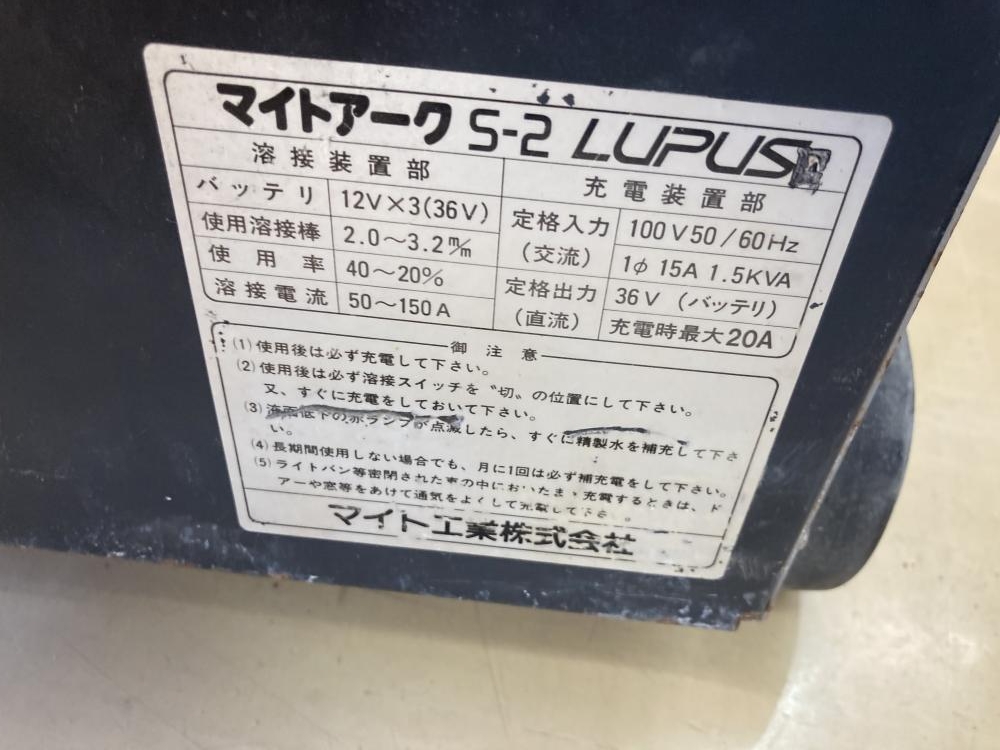 マイトアーク S-2 LUPUS
溶接装置部
バッテリ 12V×3(36V)
使用溶接棒 2.0〜3.2m/m
使用率 40〜20%
溶接電流 50〜150A
充電装置部
定格入力(交流) 100V 50/60Hz
1φ 15A 1.5KVA
定格出力(直流) 36V (バッテリ)
充電時最大20A
御注意
(1) 使用後は必ず充電して下さい。
(2) 使用後は必ず溶接スイッチを〝切〟の位置にして下さい。
又、すぐに充電をしておいて下さい。
(3) 液面低下の赤ランプが点滅したら、すぐに精製水を補充して下さ
い。
(4) 長期間使用しない場合でも、月に1回は必ず補充電をして下さい。
(5) ライトバン等密閉された車の中においたまゝ充電するときは、ド
アーや窓等をあけて通気をよくして充電して下さい。
マイト工業株式会社